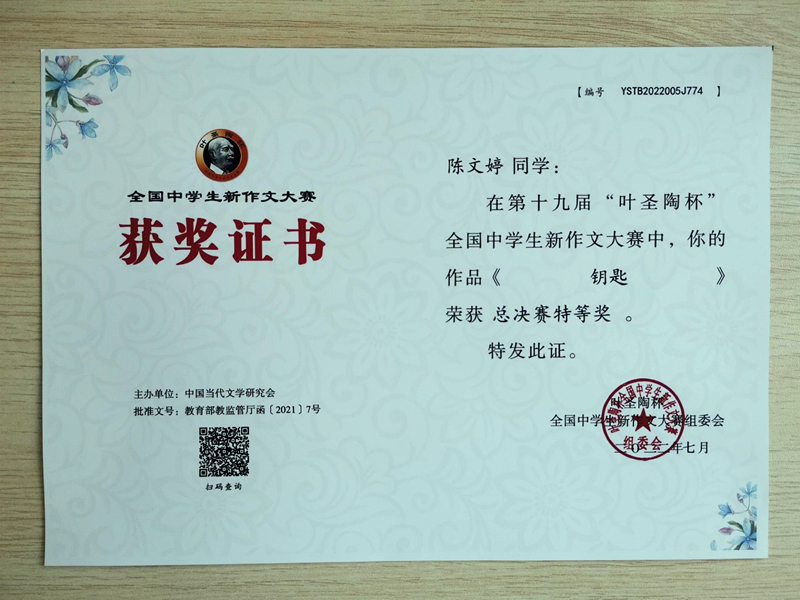 【编号 YSTB2022005J774 】
全国中学生新作文大赛
获奖证书
主办单位：中国当代文学研究会
批准文号：教育部教监管厅函〔2021〕7号
扫码查询
陈文婷 同学：
在第十九届“叶圣陶杯”
全国中学生新作文大赛中，你的
作品《 钥匙 》
荣获 总决赛特等奖 。
特发此证。
叶圣陶杯
全国中学生新作文大赛组委会
二〇二二年七月
组委会